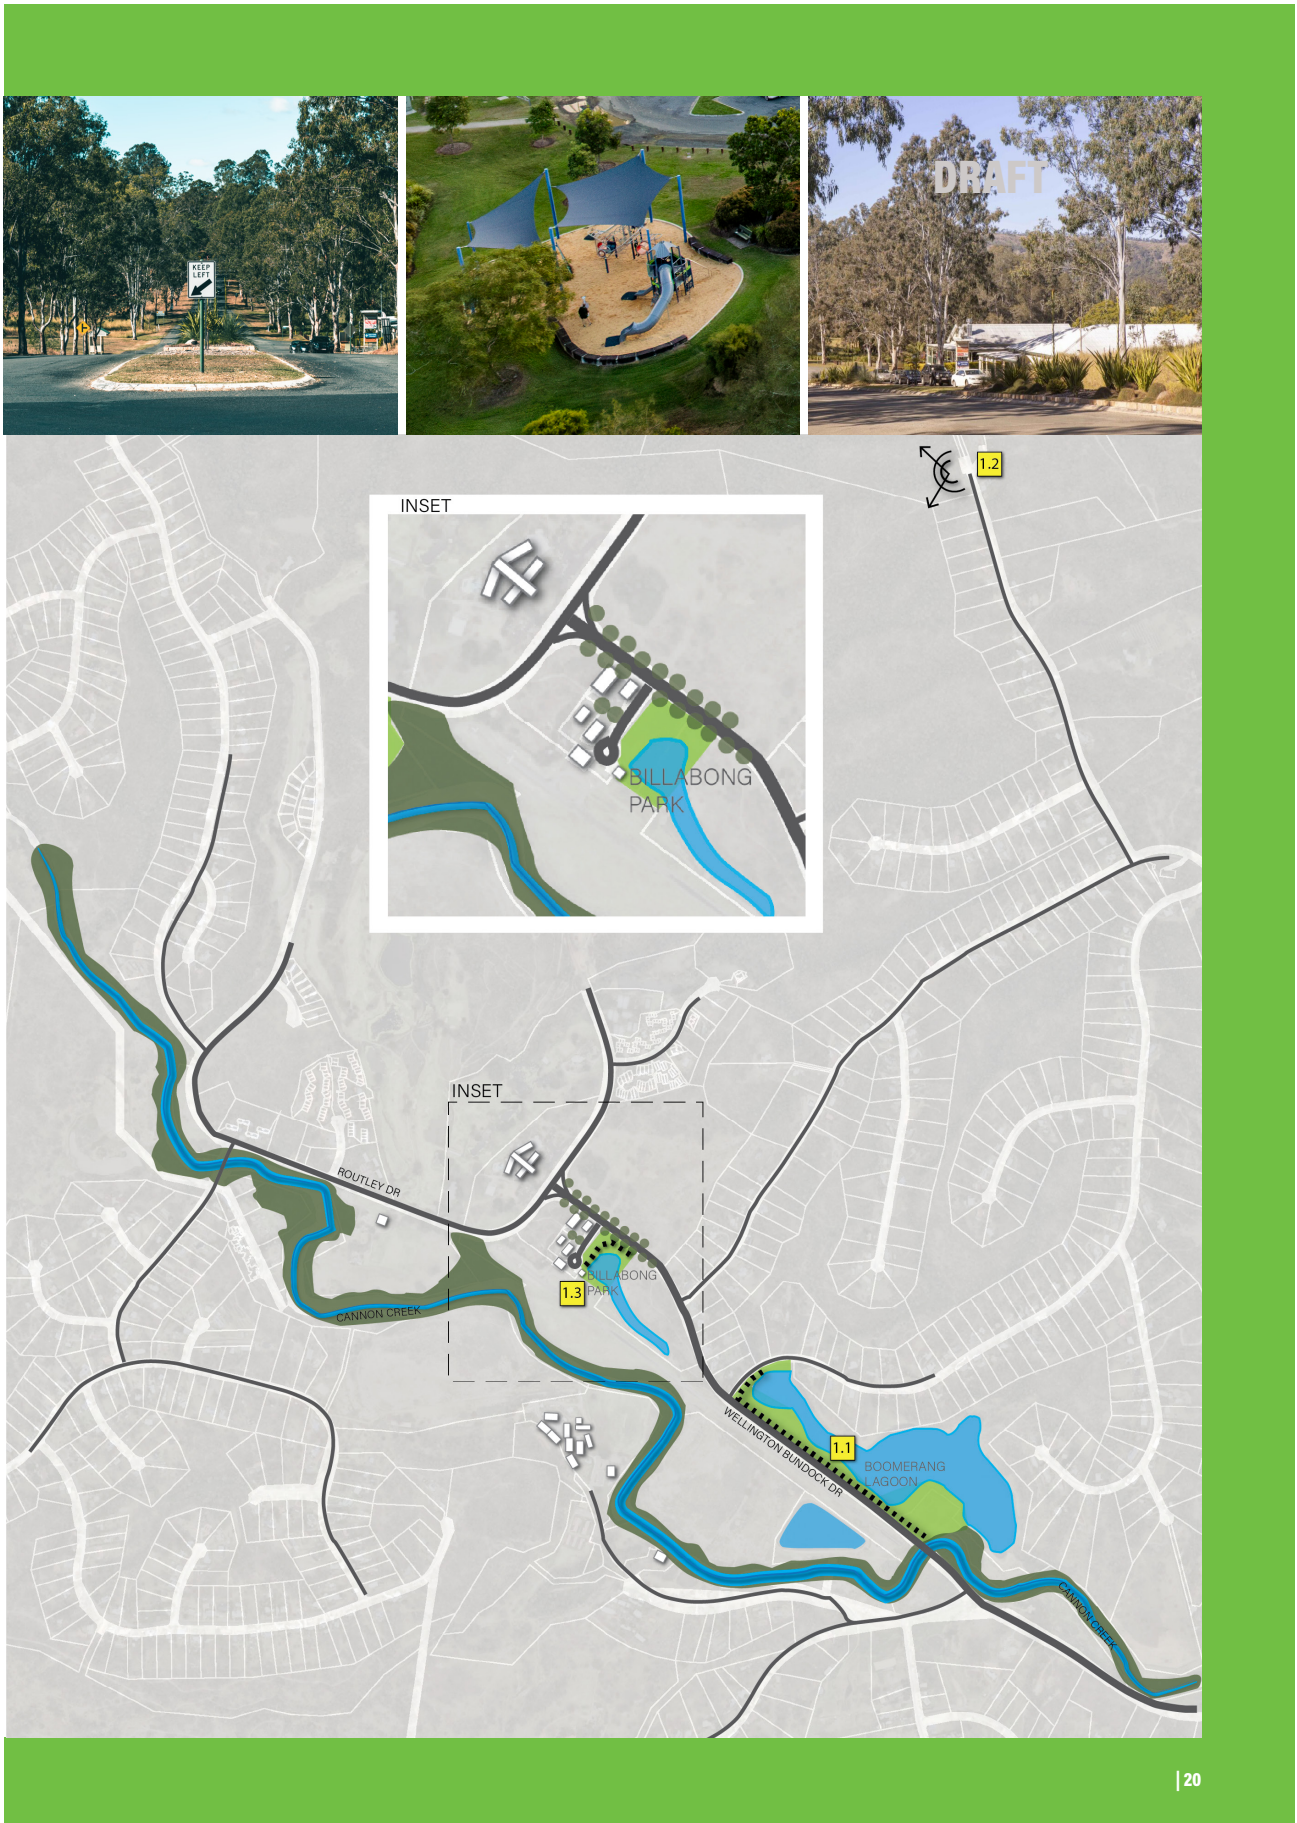 KEEP
LEFT
DRAFT
1.2
INSET
BILLABONG
PARK
INSET
ROUTLEY DR
BILLABONG
PARK
1.3
CANNON CREEK
WELLINGTON BUNDOCK DR
1.1
BOOMERANG
LAGOON
CANNON CREEK
20